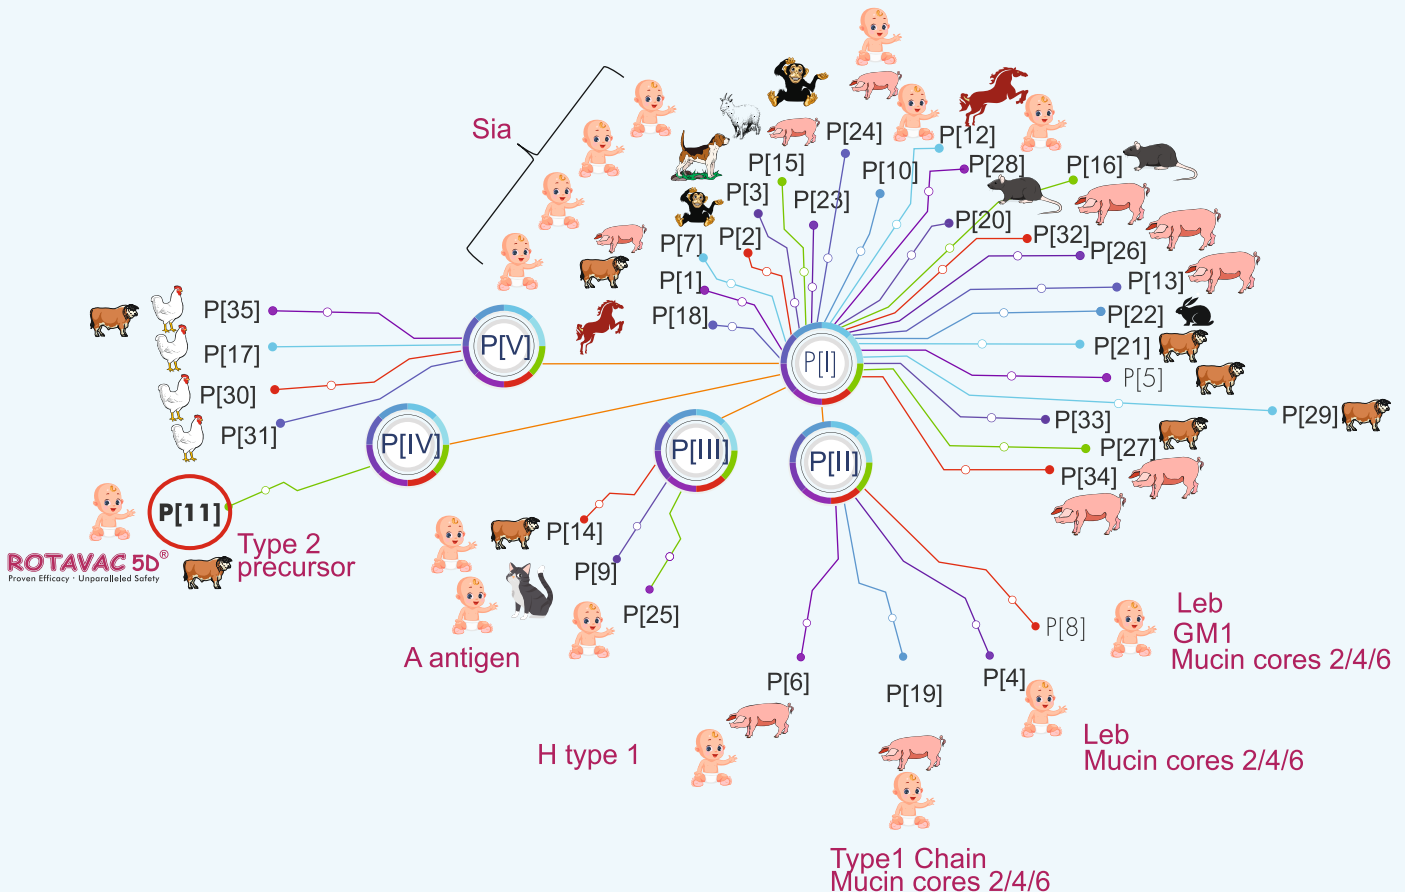 Sia
P[24]
P[12]
P[15]
P[10]
P[28]
P[16]
P[3]
P[23]
P[20]
P[7]
P[2]
P[32]
P[26]
P[1]
P[13]
P[18]
P[22]
P[35]
P[17]
P[V]
P[I]
P[21]
P[5]
P[30]
P[29]
P[31]
P[IV]
P[III]
P[II]
P[33]
P[27]
P[34]
P[11]
ROTAVAC 5D®
Proven Efficacy · Unparalleled Safety
Type 2
precursor
P[14]
P[9]
P[25]
A antigen
P[8]
Leb
GM1
Mucin cores 2/4/6
P[6]
P[19]
P[4]
H type 1
Leb
Mucin cores 2/4/6
Type1 Chain
Mucin cores 2/4/6